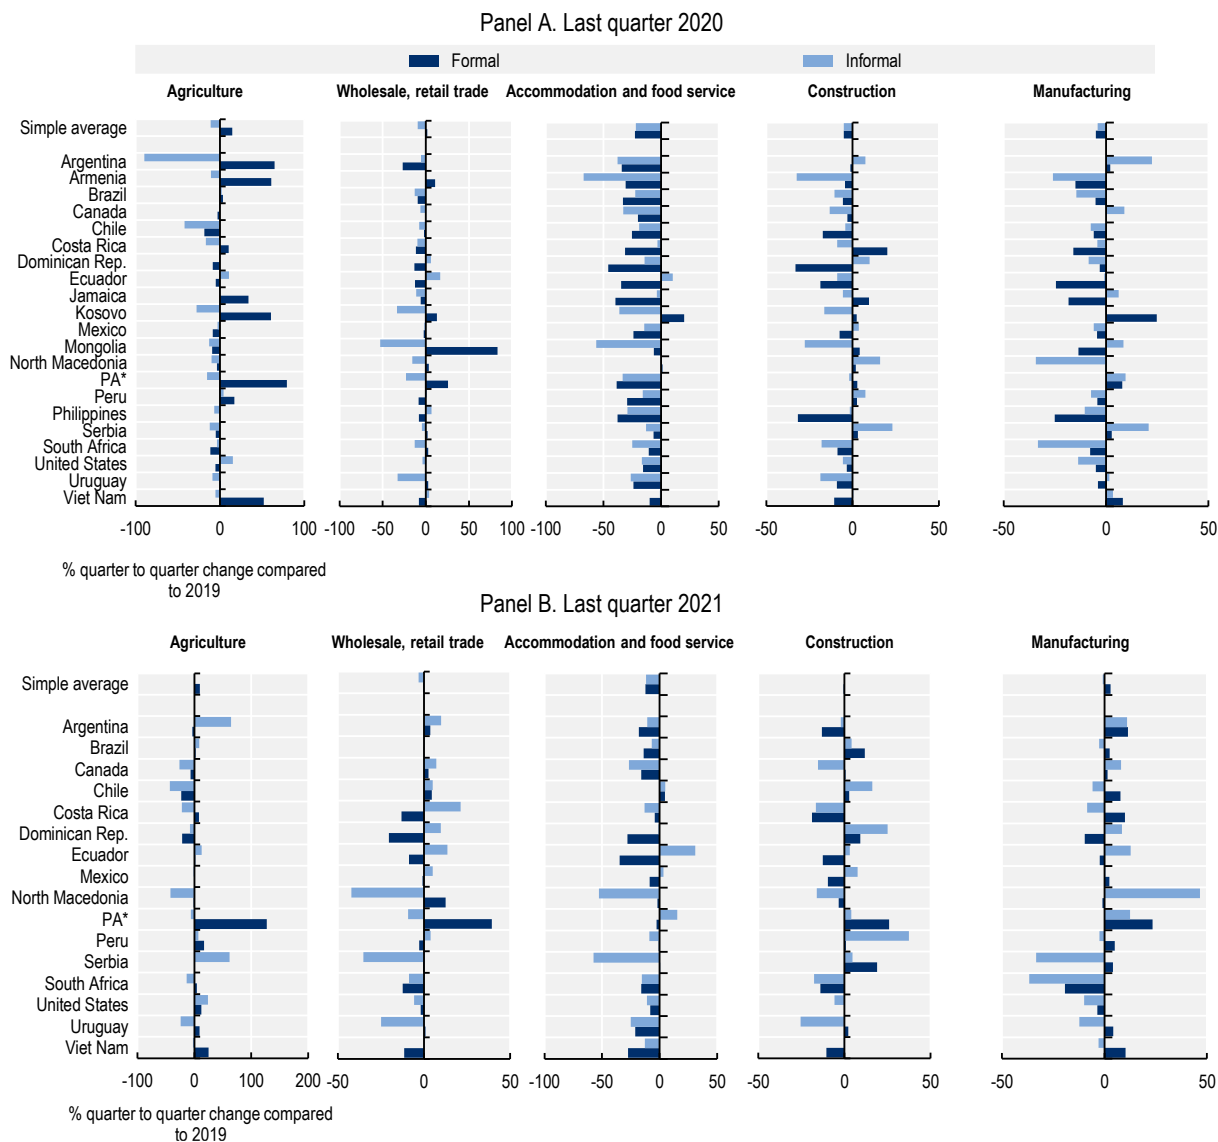 Panel A. Last quarter 2020
Formal
Informal
Agriculture
Wholesale, retail trade
Accommodation and food service
Construction
Manufacturing
Simple average
Argentina
Armenia
Brazil
Canada
Chile
Costa Rica
Dominican Rep.
Ecuador
Jamaica
Kosovo
Mexico
Mongolia
North Macedonia
PA*
Peru
Philippines
Serbia
South Africa
United States
Uruguay
Viet Nam
-100 0 100
-100 -50 0 50 100
-100 -50 0 50
-50 0 50
-50 0 50
% quarter to quarter change compared
to 2019
Panel B. Last quarter 2021
Agriculture
Wholesale, retail trade
Accommodation and food service
Construction
Manufacturing
Simple average
Argentina
Brazil
Canada
Chile
Costa Rica
Dominican Rep.
Ecuador
Mexico
North Macedonia
PA*
Peru
Serbia
South Africa
United States
Uruguay
Viet Nam
-100 0 100 200
-50 0 50
-100 -50 0 50
-50 0 50
-50 0 50
% quarter to quarter change compared
to 2019